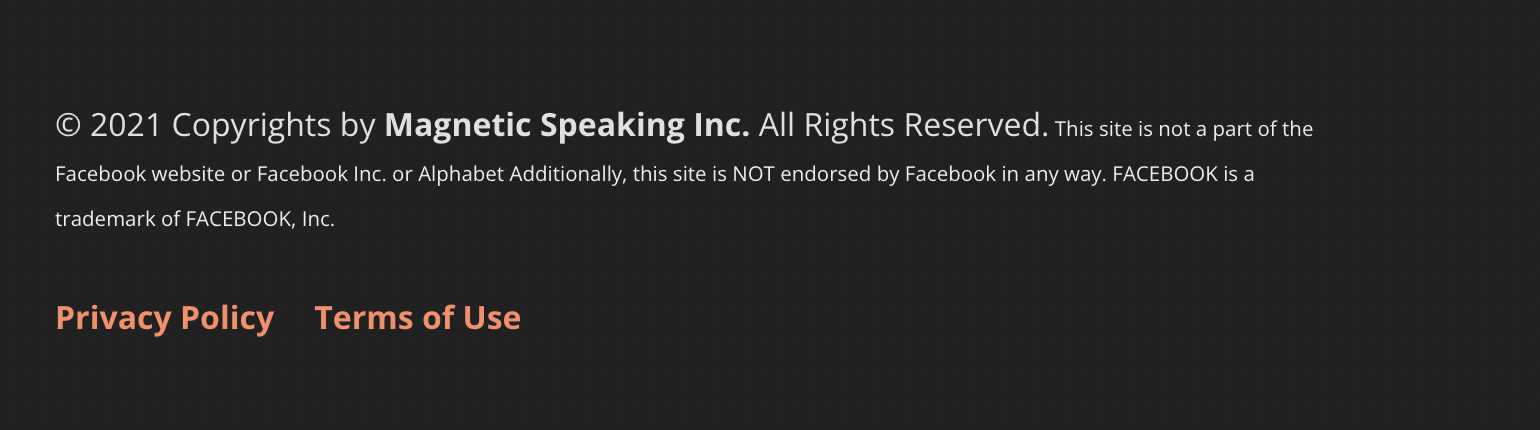 © 2021 Copyrights by Magnetic Speaking Inc. All Rights Reserved. This site is not a part of the
Facebook website or Facebook Inc. or Alphabet Additionally, this site is NOT endorsed by Facebook in any way. FACEBOOK is a
trademark of FACEBOOK, Inc.
Privacy Policy Terms of Use